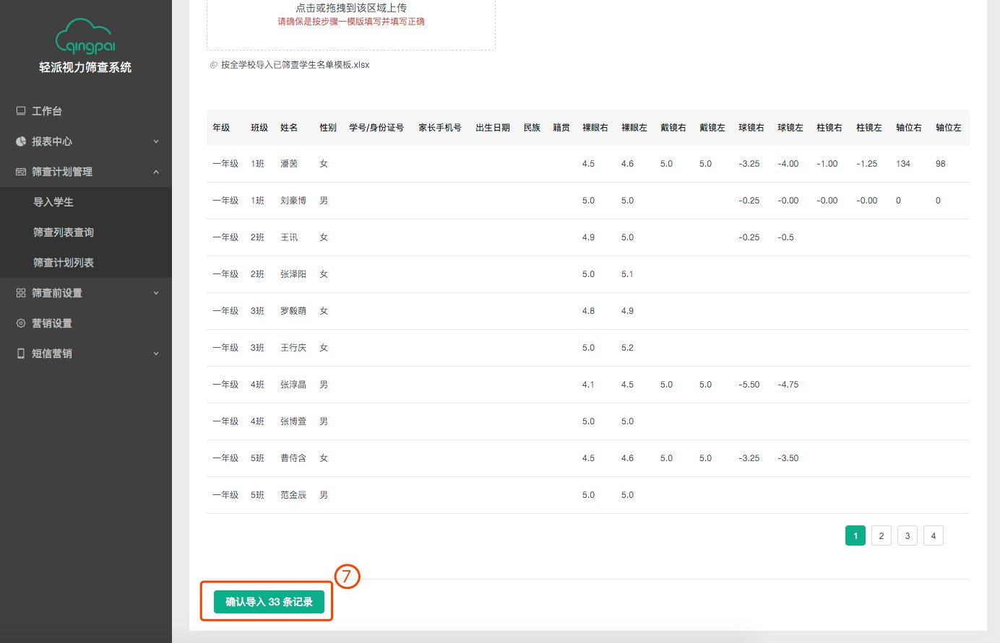 qingpai
轻派视力筛查系统
工作台
报表中心
筛查计划管理
导入学生
筛查列表查询
筛查计划列表
筛查前设置
营销设置
短信营销
点击或拖拽到该区域上传
请确保是按步骤一模版填写并填写正确
按全学校导入已筛查学生名单模板.xlsx
年级 班级 姓名 性别 学号/身份证号 家长手机号 出生日期 民族 籍贯 裸眼右 裸眼左 戴镜右 戴镜左 球镜右 球镜左 柱镜右 柱镜左 轴位右 轴位左
一年级 1班 潘茵 女 4.5 4.6 5.0 5.0 -3.25 -4.00 -1.00 -1.25 134 98
一年级 1班 刘豪博 男 5.0 5.0 -0.25 -0.00 -0.00 -0.00 0 0
一年级 2班 王讯 女 4.9 5.0 -0.25 -0.5
一年级 2班 张泽阳 女 5.0 5.1
一年级 3班 罗毅萌 女 4.8 4.9
一年级 3班 王行庆 女 5.0 5.2
一年级 4班 张淳晶 男 4.1 4.5 5.0 5.0 -5.50 -4.75
一年级 4班 张博萱 男 5.0 5.0
一年级 5班 曹侍含 女 4.5 4.6 5.0 5.0 -3.25 -3.50
一年级 5班 范金辰 男 5.0 5.0
1 2 3 4
⑦
确认导入 33 条记录